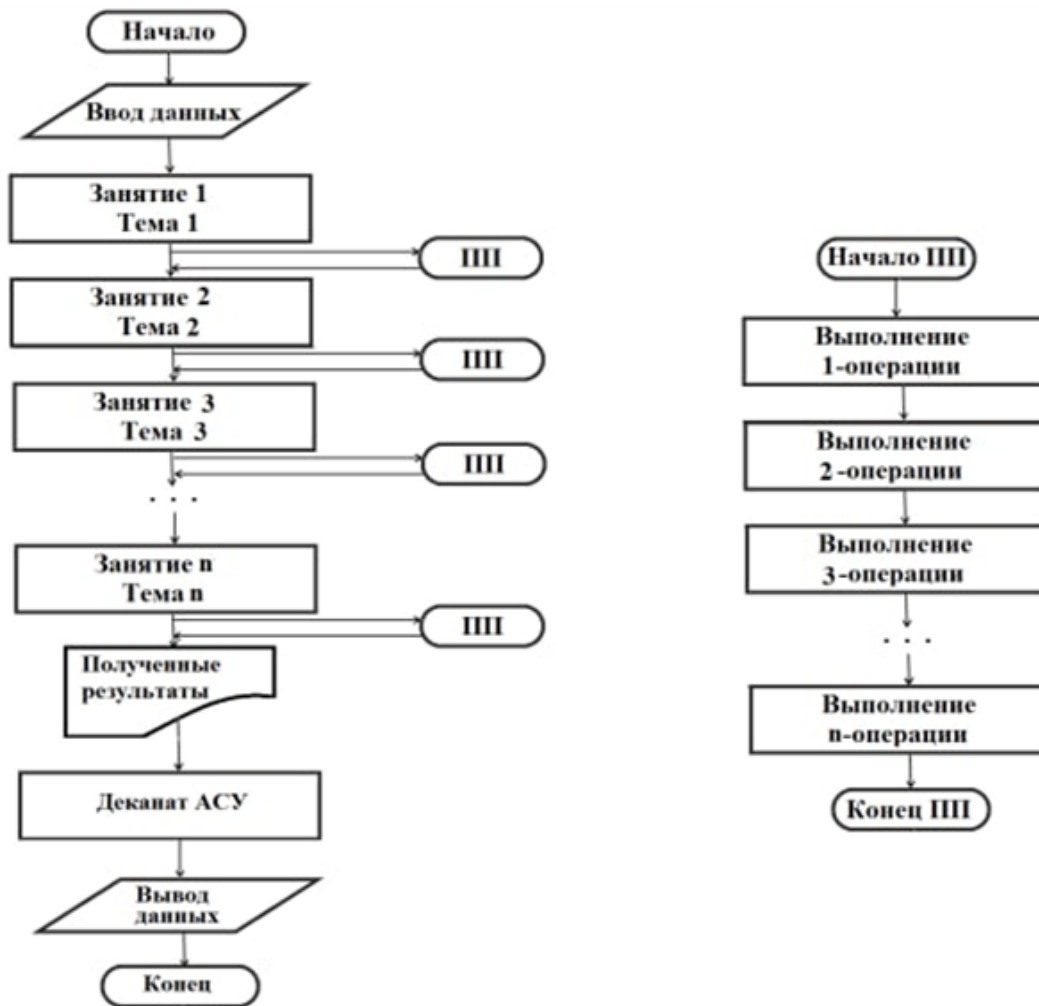 Начало
Ввод данных
Занятие 1
Тема 1
ПП
Занятие 2
Тема 2
ПП
Занятие 3
Тема 3
ПП
. . .
Занятие n
Тема n
ПП
Полученные
результаты
Деканат АСУ
Вывод
данных
Конец
Начало ПП
Выполнение
1-операции
Выполнение
2-операции
Выполнение
3-операции
. . .
Выполнение
n-операции
Конец ПП